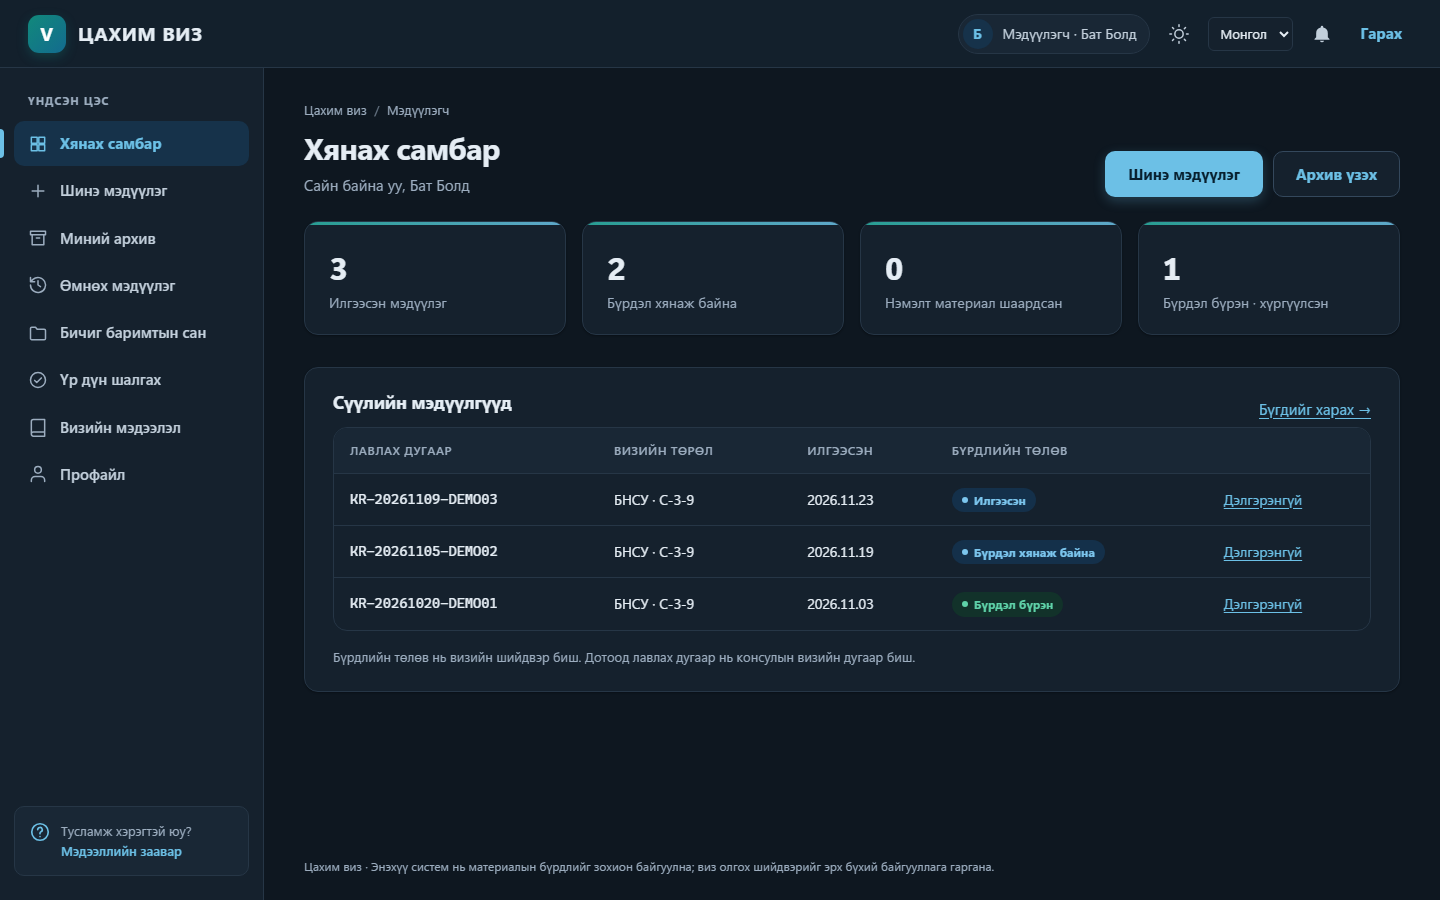 V ЦАХИМ ВИЗ
Б Мэдүүлэгч · Бат Болд
Монгол
Гарах
ҮНДСЭН ЦЭС
Хянах самбар
Шинэ мэдүүлэг
Миний архив
Өмнөх мэдүүлэг
Бичиг баримтын сан
Үр дүн шалгах
Визийн мэдээлэл
Профайл
Тусламж хэрэгтэй юу?
Мэдээллийн заавар
Цахим виз / Мэдүүлэгч
Хянах самбар
Сайн байна уу, Бат Болд
Шинэ мэдүүлэг
Архив үзэх
3
Илгээсэн мэдүүлэг
2
Бүрдэл хянаж байна
0
Нэмэлт материал шаардсан
1
Бүрдэл бүрэн · хүргүүлсэн
Сүүлийн мэдүүлгүүд
Бүгдийг харах →
ЛАВЛАХ ДУГААР ВИЗИЙН ТӨРӨЛ ИЛГЭЭСЭН БҮРДЛИЙН ТӨЛӨВ
KR-20261109-DEMO03 БНСУ · C-3-9 2026.11.23 Илгээсэн Дэлгэрэнгүй
KR-20261105-DEMO02 БНСУ · C-3-9 2026.11.19 Бүрдэл хянаж байна Дэлгэрэнгүй
KR-20261020-DEMO01 БНСУ · C-3-9 2026.11.03 Бүрдэл бүрэн Дэлгэрэнгүй
Бүрдлийн төлөв нь визийн шийдвэр биш. Дотоод лавлах дугаар нь консулын визийн дугаар биш.
Цахим виз · Энэхүү систем нь материалын бүрдлийг зохион байгуулна; виз олгох шийдвэрийг эрх бүхий байгууллага гаргана.